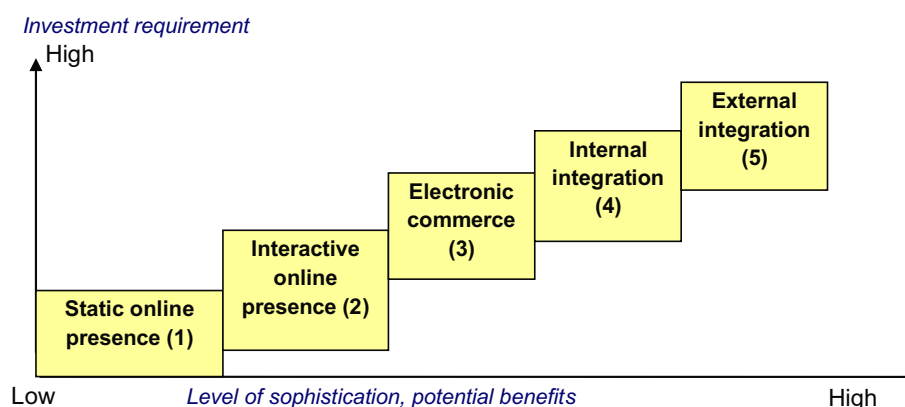 Investment requirement
High
External
integration
(5)
Internal
integration
(4)
Electronic
commerce
(3)
Interactive
online
presence (2)
Static online
presence (1)
Low
Level of sophistication, potential benefits
High